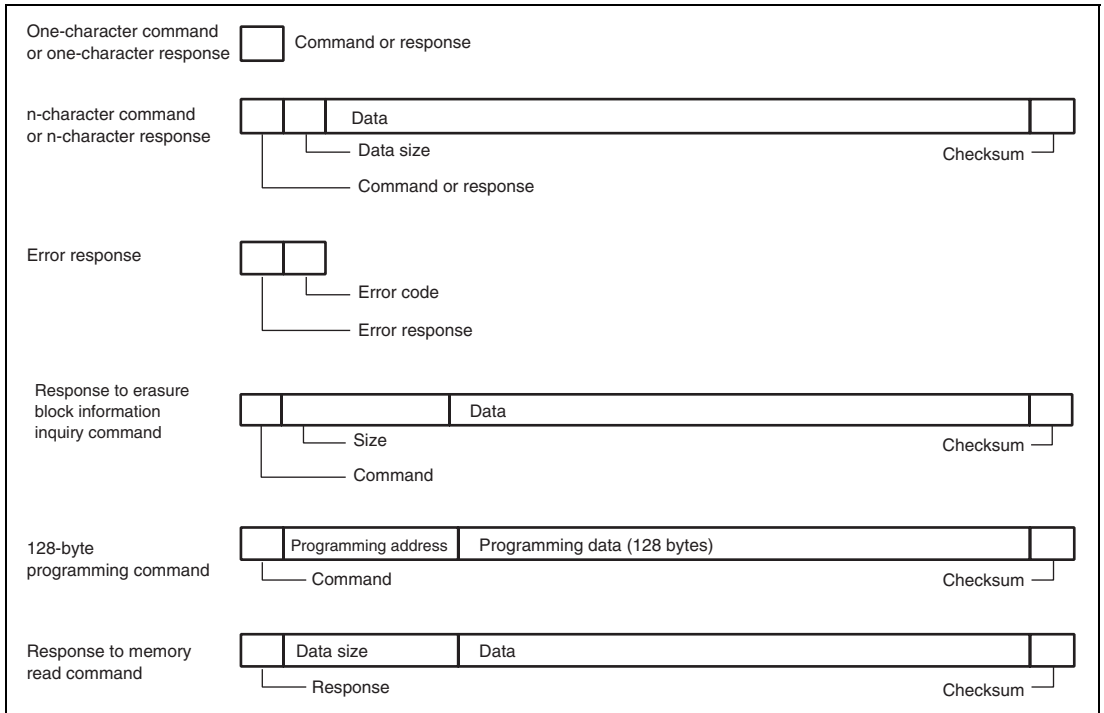 One-character command
or one-character response
Command or response
n-character command
or n-character response
Data
Data size
Checksum
Command or response
Error response
Error code
Error response
Response to erasure
block information
inquiry command
Data
Size
Checksum
Command
128-byte
programming command
Programming address
Programming data (128 bytes)
Command
Checksum
Response to memory
read command
Data size
Data
Response
Checksum